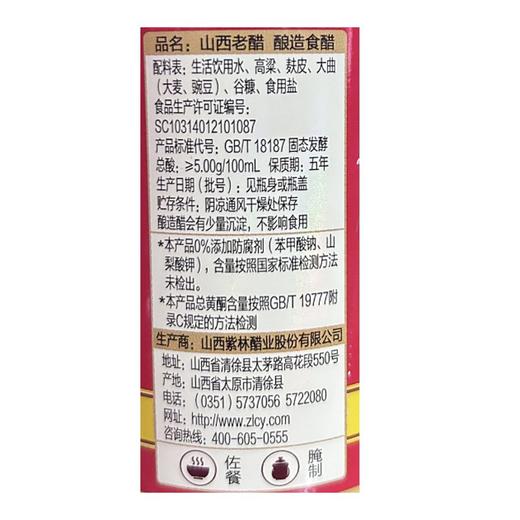 品名：山西老醋 酿造食醋
配料表：生活饮用水、高粱、麸皮、大曲
（大麦、豌豆）、谷糠、食用盐
食品生产许可证编号：
SC10314012101087
产品标准代号：GB/T 18187 固态发酵
总酸：≥5.00g/100mL 保质期：五年
生产日期（批号）：见瓶身或瓶盖
贮存条件：阴凉通风干燥处保存
酿造醋会有少量沉淀，不影响食用
*本产品0%添加防腐剂（苯甲酸钠、山
梨酸钾），含量按照国家标准检测方法
未检出。
*本产品总黄酮含量按照GB/T 19777附
录C规定的方法检测
生产商：山西紫林醋业股份有限公司
地址：山西省清徐县太茅路高花段550号
产地：山西省太原市清徐县
电话：（0351）5737056 5722080
网址：http://www.zlcy.com
咨询热线：400-605-0555
佐餐
腌制